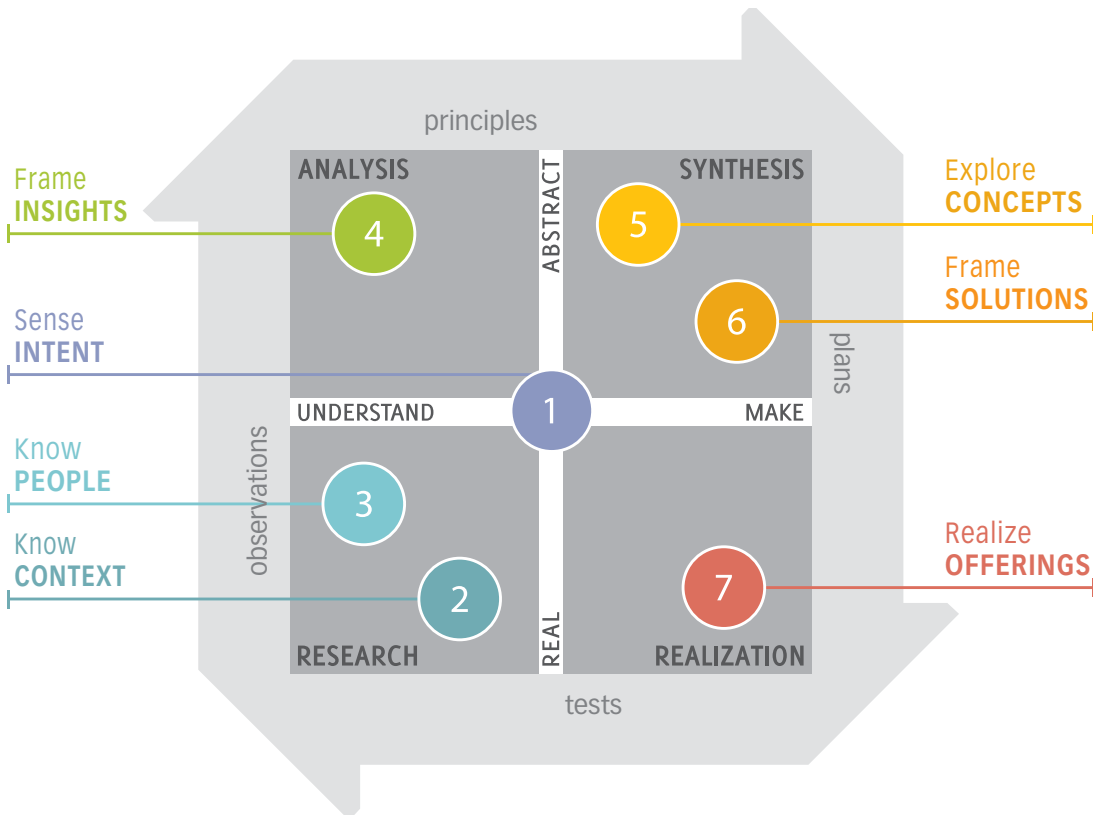 principles
ANALYSIS
SYNTHESIS
ABSTRACT
Frame
INSIGHTS
4
5
Explore
CONCEPTS
6
Frame
SOLUTIONS
Sense
INTENT
plans
UNDERSTAND
1
MAKE
observations
Know
PEOPLE
3
Know
CONTEXT
2
7
Realize
OFFERINGS
REAL
RESEARCH
REALIZATION
tests